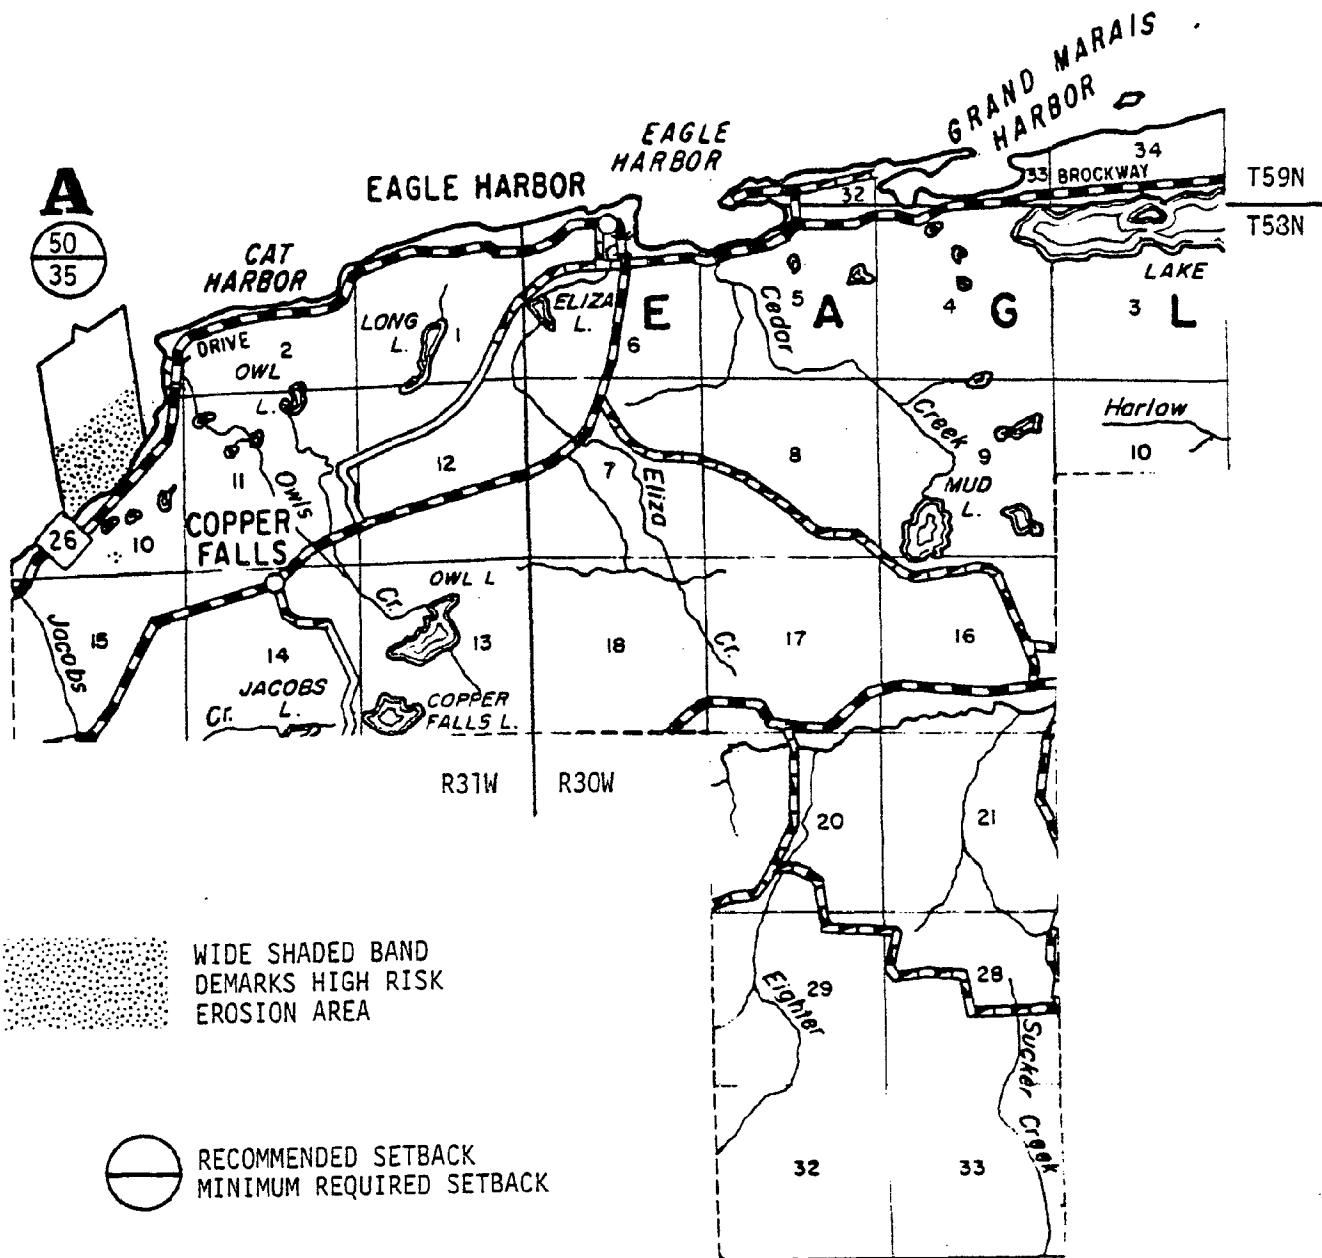 GRAND MARAIS
HARBOR
EAGLE
HARBOR
34
33 BROCKWAY
T59N
A
EAGLE HARBOR
32
T58N
50
35
CAT
HARBOR
LAKE
ELIZA
L.
E
5
A
4
G
3
L
LONG
L.
1
6
Cedar
DRIVE
2
OWL
L.
Creek
Harlow
11
12
7
8
9
10
Owls
Eliza
MUD
L.
COPPER
FALLS
26
10
OWL L
Cr.
Jacobs
15
14
13
18
Cr.
17
16
JACOBS
L.
Cr.
COPPER
FALLS L.
R31W
R30W
20
21
WIDE SHADED BAND
DEMARKS HIGH RISK
EROSION AREA
29
28
Eighter
Sucker Creek
RECOMMENDED SETBACK
MINIMUM REQUIRED SETBACK
32
33